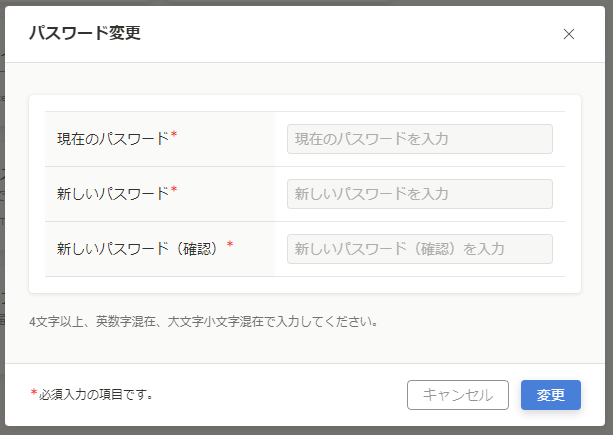 パスワード変更
現在のパスワード* 現在のパスワードを入力
新しいパスワード* 新しいパスワードを入力
新しいパスワード（確認）* 新しいパスワード（確認）を入力
4文字以上、英数字混在、大文字小文字混在で入力してください。
*必須入力の項目です。 キャンセル 変更